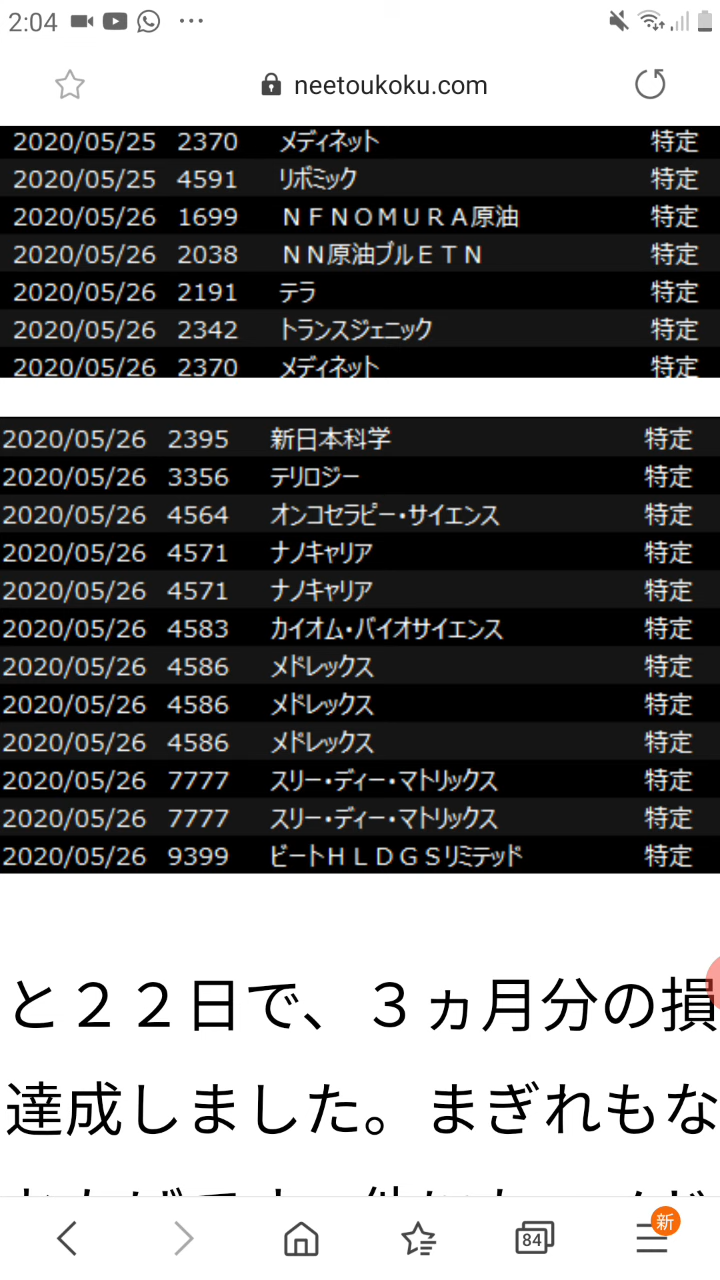 2:04
neetoukoku.com
2020/05/25 2370 メディネット 特定
2020/05/25 4591 リボミック 特定
2020/05/26 1699 ＮＦＮＯＭＵＲＡ原油 特定
2020/05/26 2038 ＮＮ原油ブルＥＴＮ 特定
2020/05/26 2191 テラ 特定
2020/05/26 2342 トランスジェニック 特定
2020/05/26 2370 メディネット 特定
2020/05/26 2395 新日本科学 特定
2020/05/26 3356 テリロジー 特定
2020/05/26 4564 オンコセラピー・サイエンス 特定
2020/05/26 4571 ナノキャリア 特定
2020/05/26 4571 ナノキャリア 特定
2020/05/26 4583 カイオム・バイオサイエンス 特定
2020/05/26 4586 メドレックス 特定
2020/05/26 4586 メドレックス 特定
2020/05/26 4586 メドレックス 特定
2020/05/26 7777 スリー・ディー・マトリックス 特定
2020/05/26 7777 スリー・ディー・マトリックス 特定
2020/05/26 9399 ビートＨＬＤＧＳリミテッド 特定
と２２日で、３ヵ月分の損
達成しました。まぎれもな
84 新